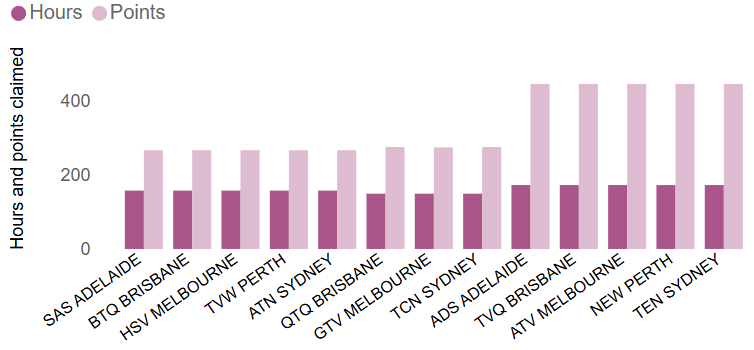 Hours Points
Hours and points claimed
400
200
0
SAS ADELAIDE
BTQ BRISBANE
HSV MELBOURNE
TVW PERTH
ATN SYDNEY
QTQ BRISBANE
GTV MELBOURNE
TCN SYDNEY
ADS ADELAIDE
TVQ BRISBANE
ATV MELBOURNE
NEW PERTH
TEN SYDNEY